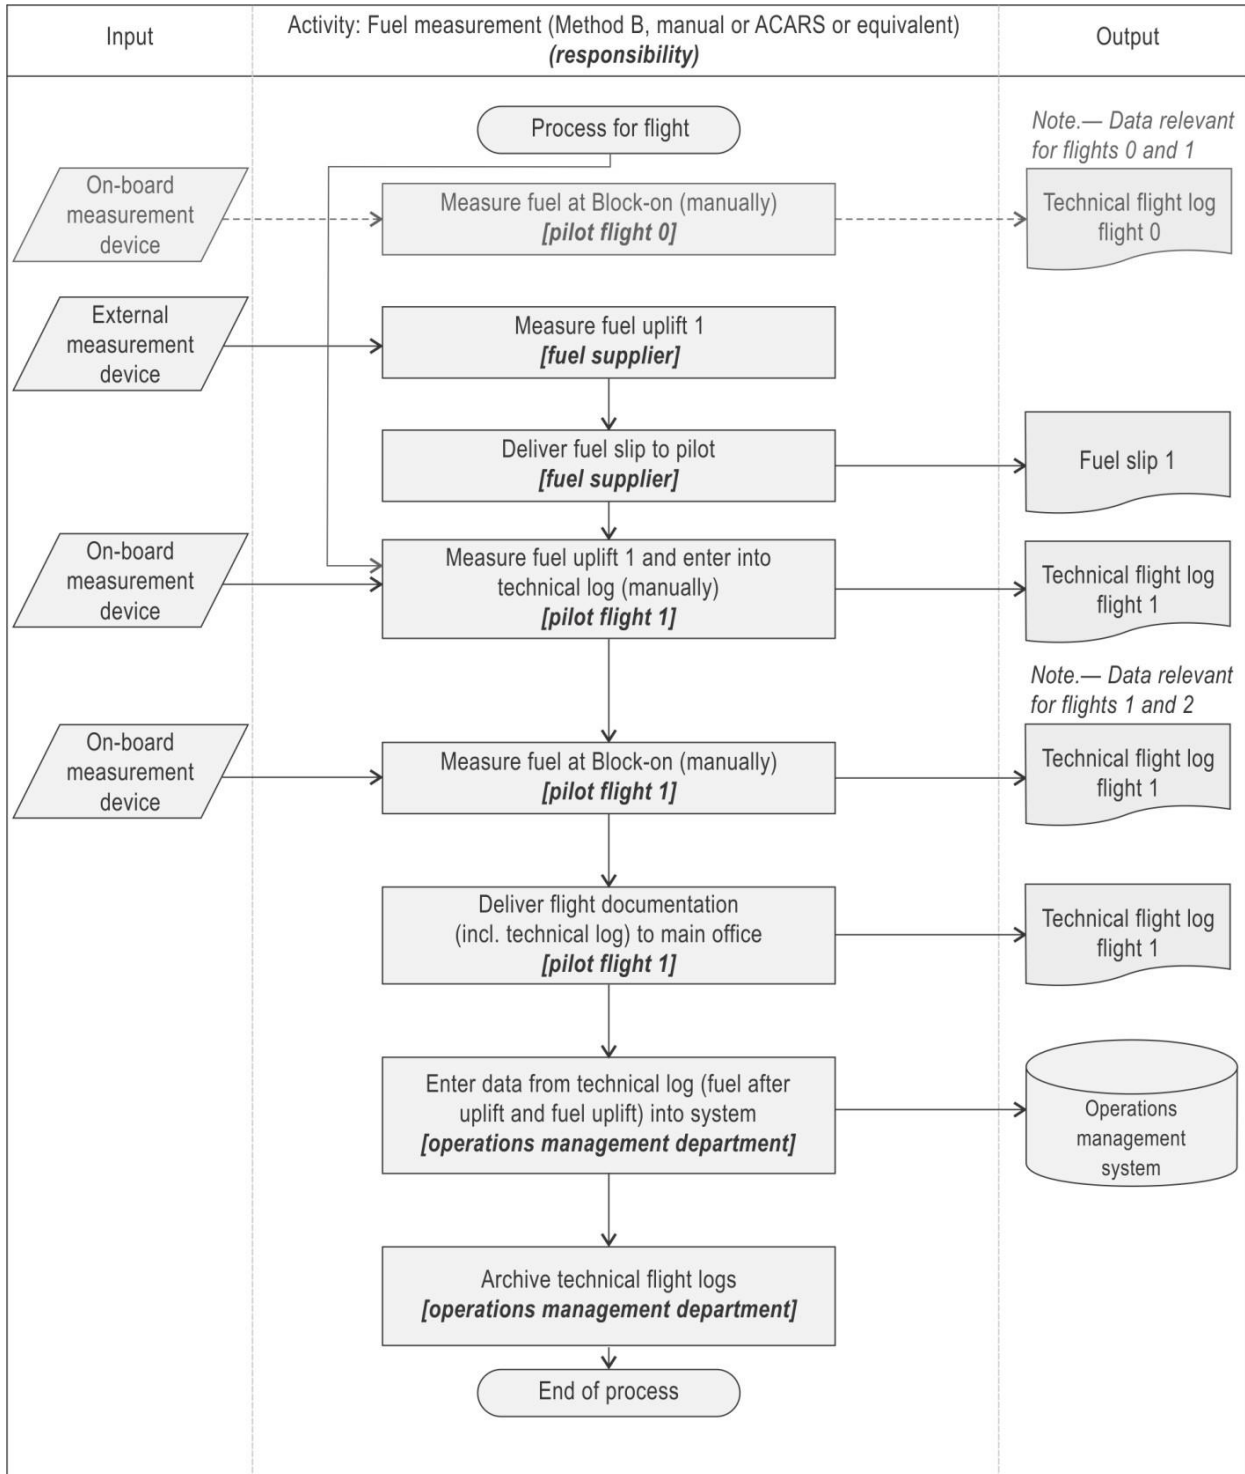 Input
Activity: Fuel measurement (Method B, manual or ACARS or equivalent)
(responsibility)
Output
Process for flight
Note.— Data relevant
for flights 0 and 1
On-board
measurement
device
Measure fuel at Block-on (manually)
[pilot flight 0]
Technical flight log
flight 0
External
measurement
device
Measure fuel uplift 1
[fuel supplier]
Deliver fuel slip to pilot
[fuel supplier]
Fuel slip 1
On-board
measurement
device
Measure fuel uplift 1 and enter into
technical log (manually)
[pilot flight 1]
Technical flight log
flight 1
Note.— Data relevant
for flights 1 and 2
On-board
measurement
device
Measure fuel at Block-on (manually)
[pilot flight 1]
Technical flight log
flight 1
Deliver flight documentation
(incl. technical log) to main office
[pilot flight 1]
Technical flight log
flight 1
Enter data from technical log (fuel after
uplift and fuel uplift) into system
[operations management department]
Operations
management
system
Archive technical flight logs
[operations management department]
End of process